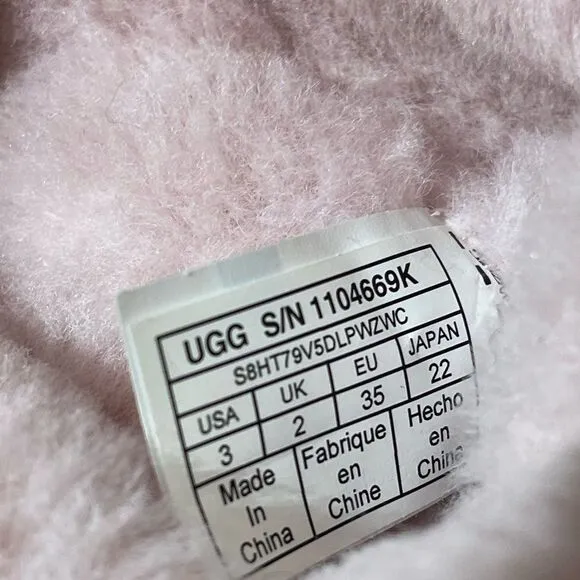 UGG S/N 1104669K
S8HT79V5DLPWZWC
USA UK EU JAPAN
3 2 35 22
Made Fabrique Hecho
In en en
China Chine China